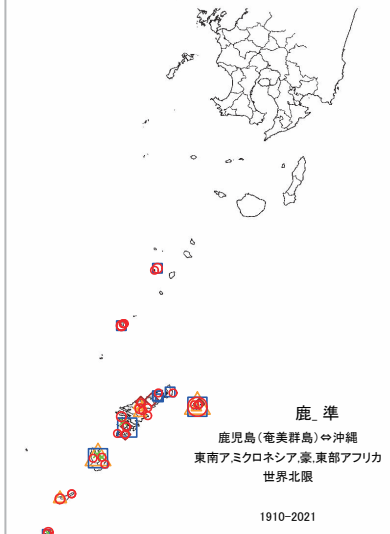 鹿_準
鹿児島(奄美群島)⇔沖縄
東南ア,ミクロネシア,豪,東部アフリカ
世界北限
1910-2021